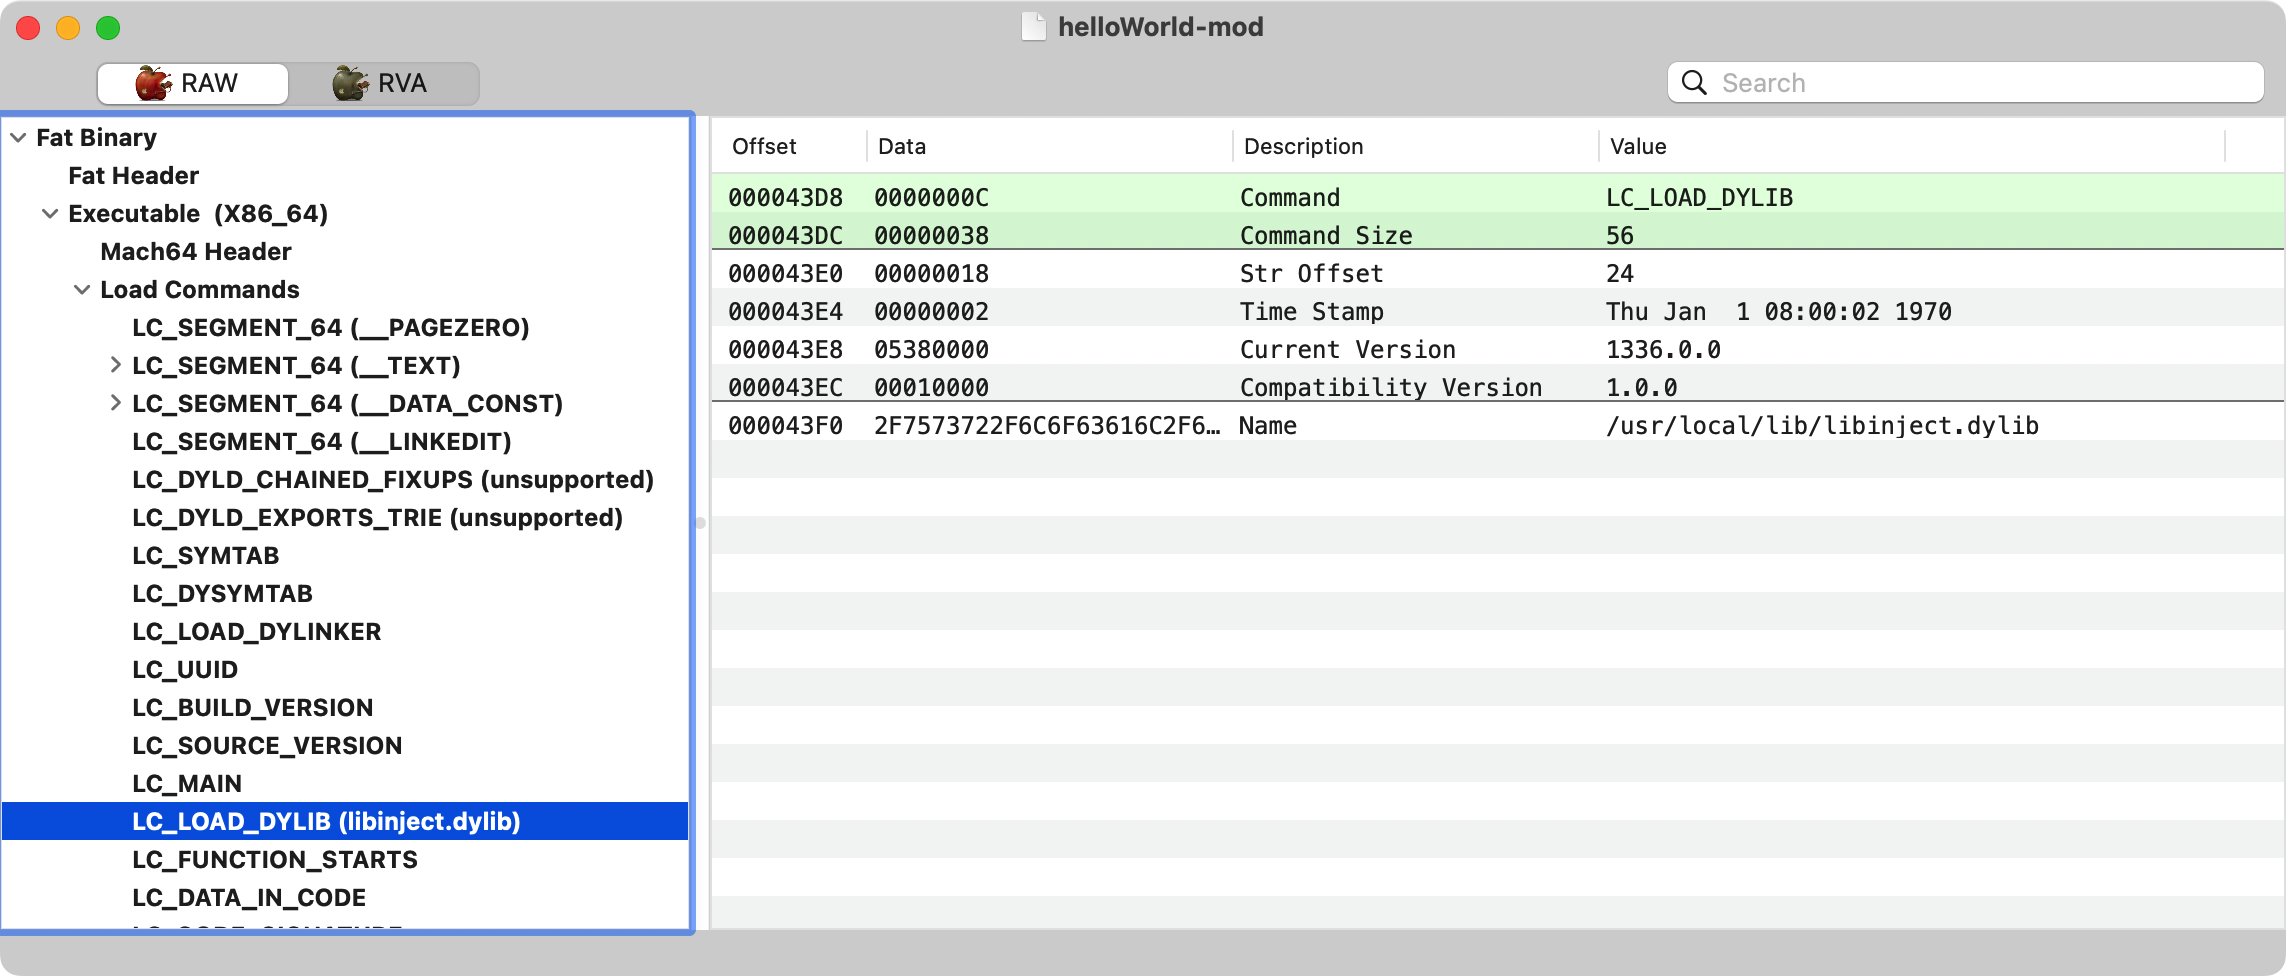 helloWorld-mod
RAW
RVA
Search
Fat Binary
Fat Header
Executable (X86_64)
Mach64 Header
Load Commands
LC_SEGMENT_64 (__PAGEZERO)
LC_SEGMENT_64 (__TEXT)
LC_SEGMENT_64 (__DATA_CONST)
LC_SEGMENT_64 (__LINKEDIT)
LC_DYLD_CHAINED_FIXUPS (unsupported)
LC_DYLD_EXPORTS_TRIE (unsupported)
LC_SYMTAB
LC_DYSYMTAB
LC_LOAD_DYLINKER
LC_UUID
LC_BUILD_VERSION
LC_SOURCE_VERSION
LC_MAIN
LC_LOAD_DYLIB (libinject.dylib)
LC_FUNCTION_STARTS
LC_DATA_IN_CODE
Offset Data Description Value
000043D8 0000000C Command LC_LOAD_DYLIB
000043DC 00000038 Command Size 56
000043E0 00000018 Str Offset 24
000043E4 00000002 Time Stamp Thu Jan  1 08:00:02 1970
000043E8 05380000 Current Version 1336.0.0
000043EC 00010000 Compatibility Version 1.0.0
000043F0 2F7573722F6C6F63616C2F6… Name /usr/local/lib/libinject.dylib